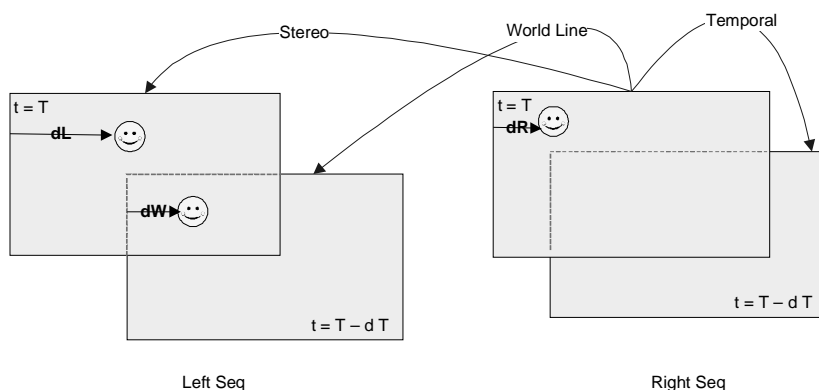 Stereo
World Line
Temporal
t = T
dL
t = T
dR
dW
t = T – d T
t = T – d T
Left Seq
Right Seq